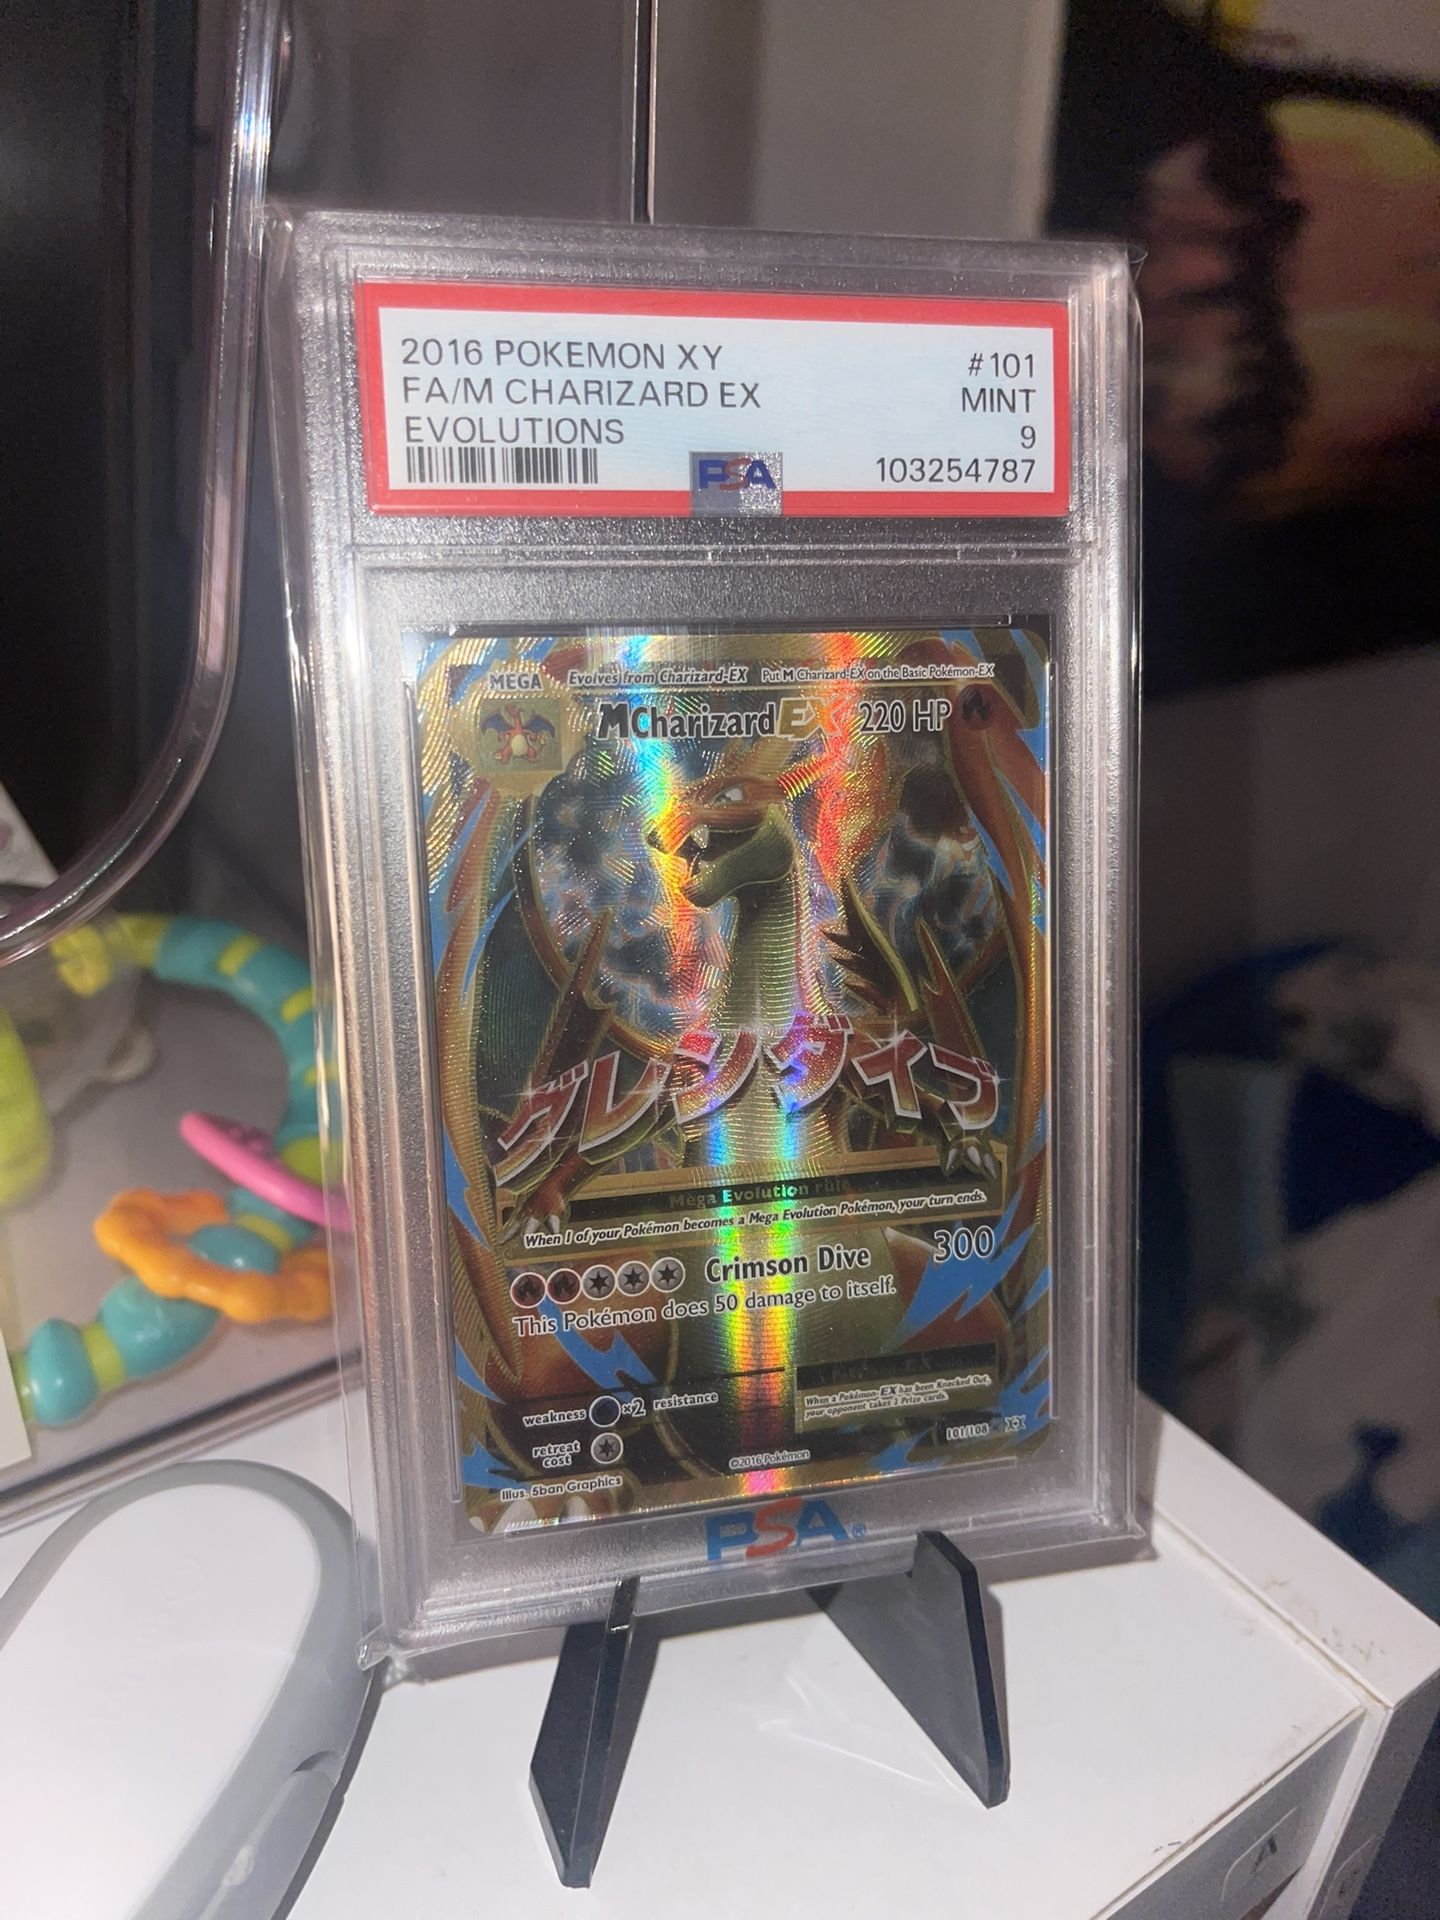 2016 POKEMON XY
#101
FA/M CHARIZARD EX
MINT
EVOLUTIONS
9
PSA
103254787
MEGA
Evolves from Charizard-EX
Put M Charizard-EX on the Basic Pokémon-EX
M Charizard EX 220 HP
グレンダイブ
Mega Evolution rule
When 1 of your Pokémon becomes a Mega Evolution Pokémon, your turn ends.
Crimson Dive 300
This Pokémon does 50 damage to itself.
Pokémon-EX
When a Pokémon-EX has been Knocked Out,
your opponent takes 2 Prize cards.
weakness ×2 resistance
retreat
cost
101/108
©2016 Pokémon
Illus. 5ban Graphics
PSA®